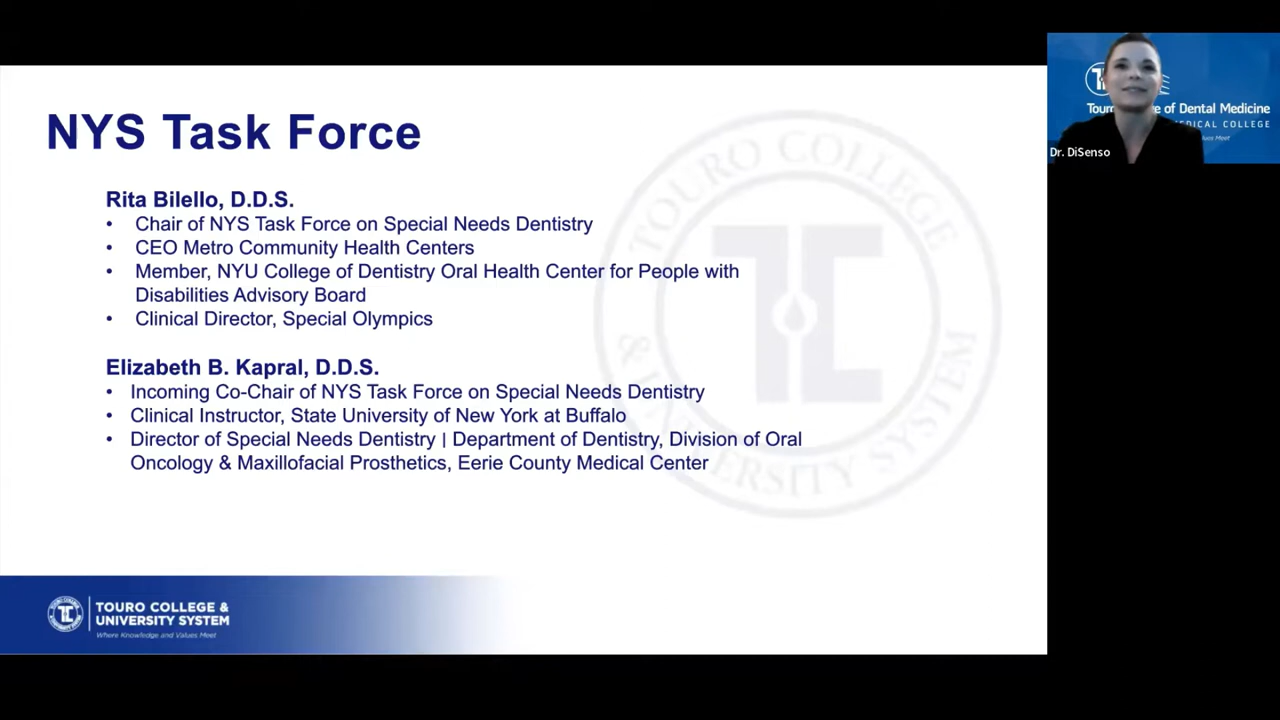 NYS Task Force
Rita Bilello, D.D.S.
• Chair of NYS Task Force on Special Needs Dentistry
• CEO Metro Community Health Centers
• Member, NYU College of Dentistry Oral Health Center for People with
Disabilities Advisory Board
• Clinical Director, Special Olympics
Elizabeth B. Kapral, D.D.S.
• Incoming Co-Chair of NYS Task Force on Special Needs Dentistry
• Clinical Instructor, State University of New York at Buffalo
• Director of Special Needs Dentistry | Department of Dentistry, Division of Oral
Oncology & Maxillofacial Prosthetics, Eerie County Medical Center
TOURO COLLEGE
& UNIVERSITY SYSTEM
TOURO COLLEGE &
UNIVERSITY SYSTEM
Where Knowledge and Values Meet
of Dental Medicine
MEDICAL COLLEGE
Meet
Dr. DiSenso